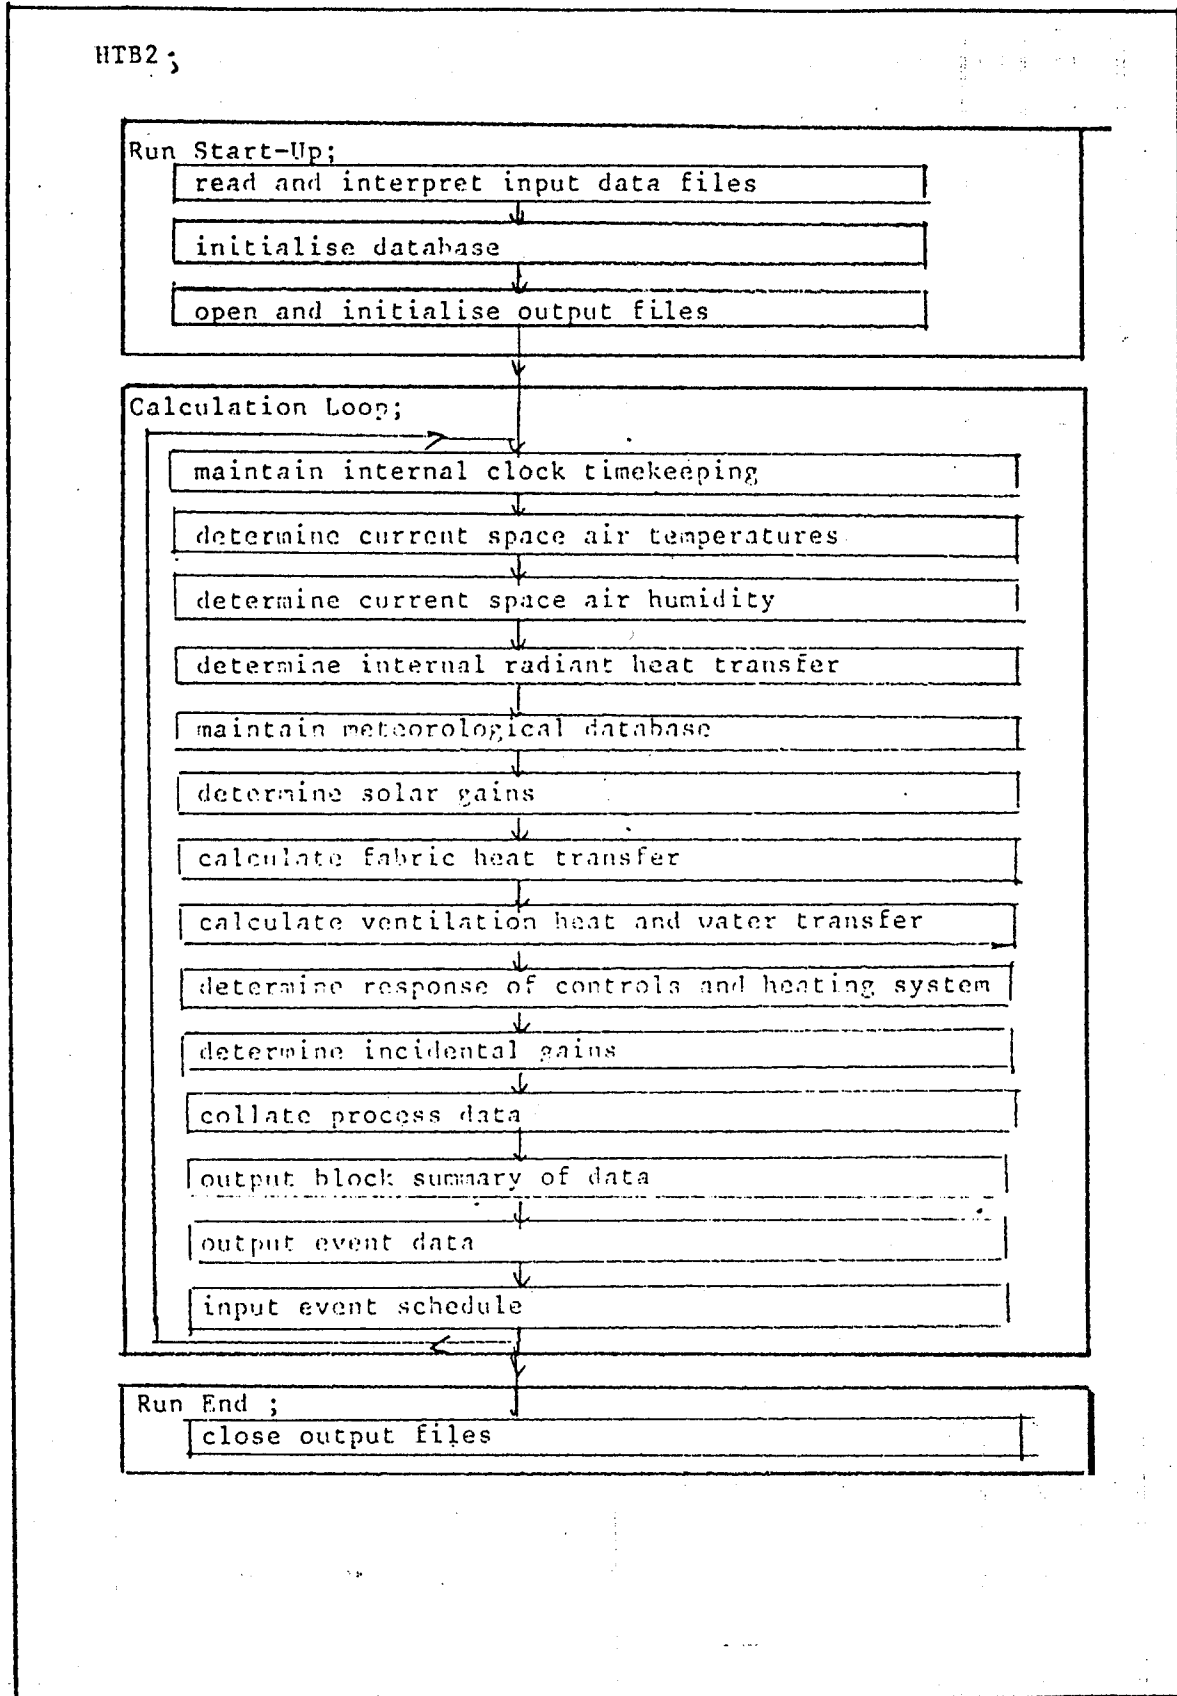 HTB2;
Run Start-Up;
read and interpret input data files
initialise database
open and initialise output files
Calculation Loop;
maintain internal clock timekeeping
determine current space air temperatures
determine current space air humidity
determine internal radiant heat transfer
maintain meteorological database
determine solar gains
calculate fabric heat transfer
calculate ventilation heat and water transfer
determine response of controls and heating system
determine incidental gains
collate process data
output block summary of data
output event data
input event schedule
Run End ;
close output files